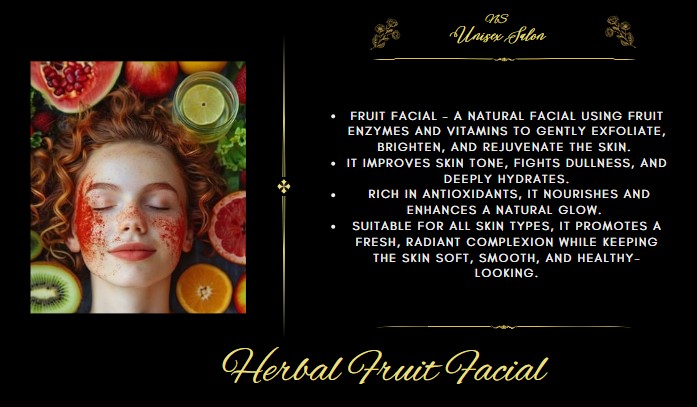 NS
Unisex Salon
• FRUIT FACIAL – A NATURAL FACIAL USING FRUIT
ENZYMES AND VITAMINS TO GENTLY EXFOLIATE,
BRIGHTEN, AND REJUVENATE THE SKIN.
• IT IMPROVES SKIN TONE, FIGHTS DULLNESS, AND
DEEPLY HYDRATES.
• RICH IN ANTIOXIDANTS, IT NOURISHES AND
ENHANCES A NATURAL GLOW.
• SUITABLE FOR ALL SKIN TYPES, IT PROMOTES A
FRESH, RADIANT COMPLEXION WHILE KEEPING
THE SKIN SOFT, SMOOTH, AND HEALTHY-
LOOKING.
Herbal Fruit Facial